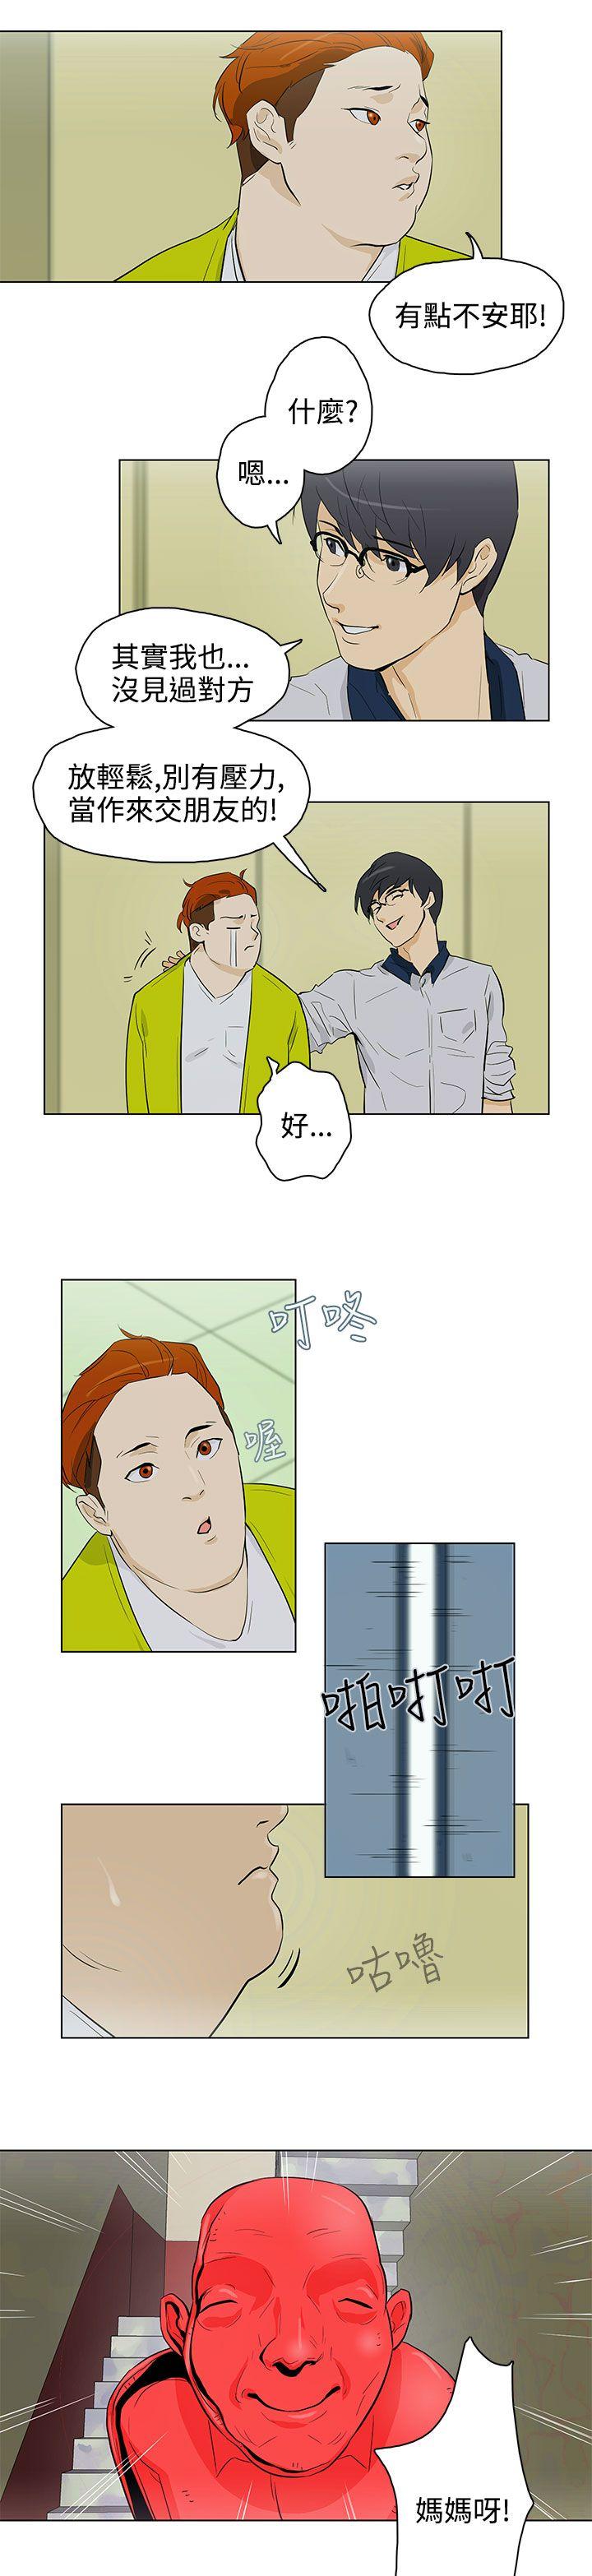 有點不安耶!
什麼?
嗯...
其實我也...
沒見過對方
放輕鬆,別有壓力,
當作來交朋友的!
好...
叮咚
喔
啪叮叮
咕嚕
媽媽呀!